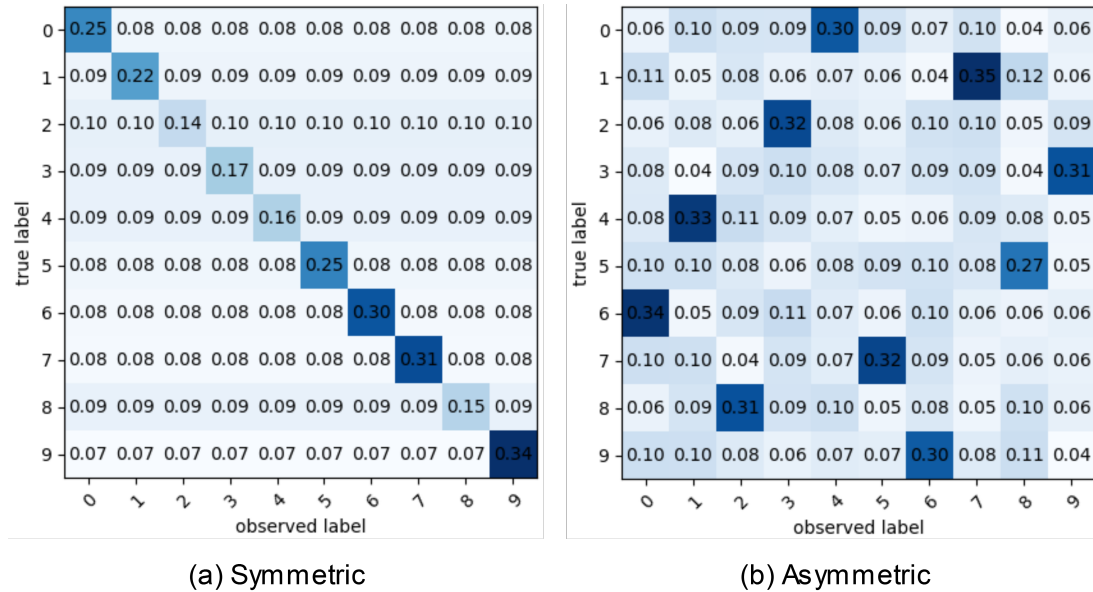 0 0.25 0.08 0.08 0.08 0.08 0.08 0.08 0.08 0.08 0.08
1 0.09 0.22 0.09 0.09 0.09 0.09 0.09 0.09 0.09 0.09
2 0.10 0.10 0.14 0.10 0.10 0.10 0.10 0.10 0.10 0.10
3 0.09 0.09 0.09 0.17 0.09 0.09 0.09 0.09 0.09 0.09
4 0.09 0.09 0.09 0.09 0.16 0.09 0.09 0.09 0.09 0.09
5 0.08 0.08 0.08 0.08 0.08 0.25 0.08 0.08 0.08 0.08
6 0.08 0.08 0.08 0.08 0.08 0.08 0.30 0.08 0.08 0.08
7 0.08 0.08 0.08 0.08 0.08 0.08 0.08 0.31 0.08 0.08
8 0.09 0.09 0.09 0.09 0.09 0.09 0.09 0.09 0.15 0.09
9 0.07 0.07 0.07 0.07 0.07 0.07 0.07 0.07 0.07 0.34
0 1 2 3 4 5 6 7 8 9
true label
observed label
(a) Symmetric
0 0.06 0.10 0.09 0.09 0.30 0.09 0.07 0.10 0.04 0.06
1 0.11 0.05 0.08 0.06 0.07 0.06 0.04 0.35 0.12 0.06
2 0.06 0.08 0.06 0.32 0.08 0.06 0.10 0.10 0.05 0.09
3 0.08 0.04 0.09 0.10 0.08 0.07 0.09 0.09 0.04 0.31
4 0.08 0.33 0.11 0.09 0.07 0.05 0.06 0.09 0.08 0.05
5 0.10 0.10 0.08 0.06 0.08 0.09 0.10 0.08 0.27 0.05
6 0.34 0.05 0.09 0.11 0.07 0.06 0.10 0.06 0.06 0.06
7 0.10 0.10 0.04 0.09 0.07 0.32 0.09 0.05 0.06 0.06
8 0.06 0.09 0.31 0.09 0.10 0.05 0.08 0.05 0.10 0.06
9 0.10 0.10 0.08 0.06 0.07 0.07 0.30 0.08 0.11 0.04
0 1 2 3 4 5 6 7 8 9
true label
observed label
(b) Asymmetric